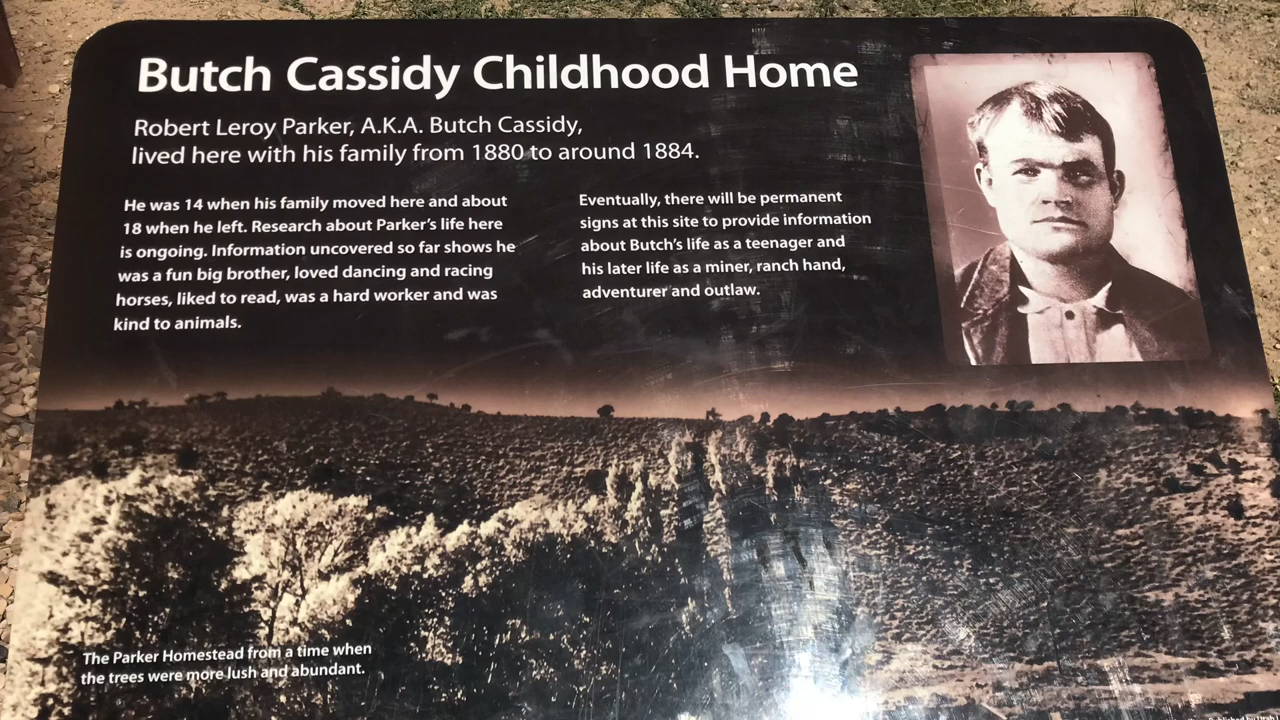 Butch Cassidy Childhood Home
Robert Leroy Parker, A.K.A. Butch Cassidy,
lived here with his family from 1880 to around 1884.
He was 14 when his family moved here and about
18 when he left. Research about Parker's life here
is ongoing. Information uncovered so far shows he
was a fun big brother, loved dancing and racing
horses, liked to read, was a hard worker and was
kind to animals.
Eventually, there will be permanent
signs at this site to provide information
about Butch's life as a teenager and
his later life as a miner, ranch hand,
adventurer and outlaw.
The Parker Homestead from a time when
the trees were more lush and abundant.